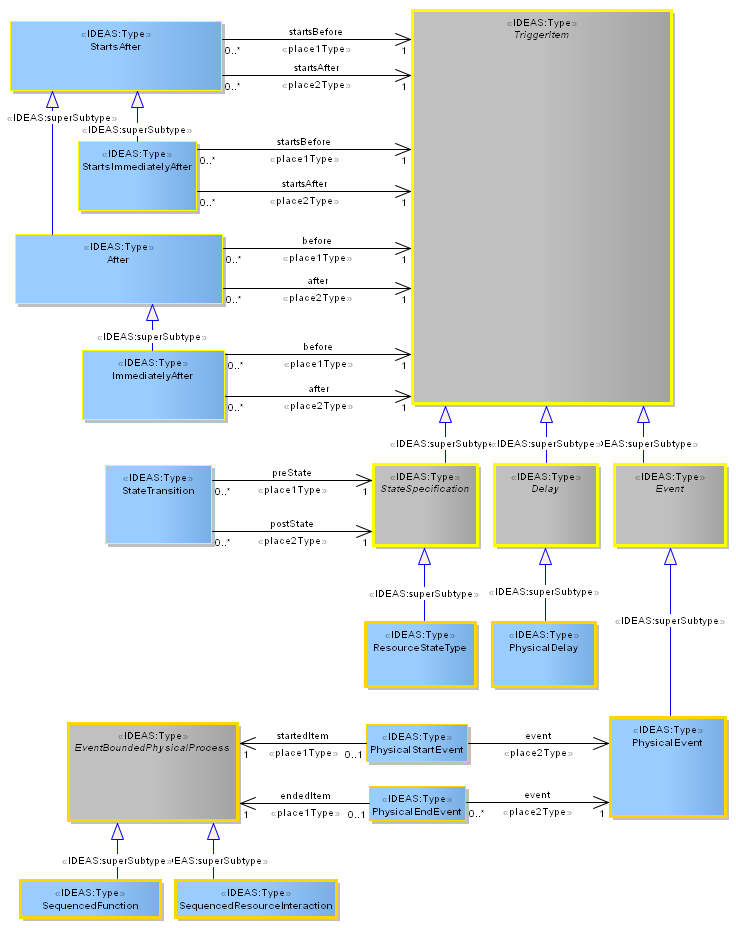 «IDEAS:Type»
StartsAfter
startsBefore
0..*
«place1Type»
1
startsAfter
0..*
«place2Type»
1
«IDEAS:Type»
TriggerItem
«IDEAS:superSubtype»
«IDEAS:superSubtype»
«IDEAS:Type»
StartsImmediatelyAfter
startsBefore
0..*
«place1Type»
1
startsAfter
0..*
«place2Type»
1
«IDEAS:Type»
After
before
0..*
«place1Type»
1
after
0..*
«place2Type»
1
«IDEAS:superSubtype»
«IDEAS:Type»
ImmediatelyAfter
before
0..*
«place1Type»
1
after
0..*
«place2Type»
1
«IDEAS:superSubtype»
«IDEAS:superSubtype»
IDEAS:superSubtype»
«IDEAS:Type»
StateTransition
preState
0..*
«place1Type»
1
postState
0..*
«place2Type»
1
«IDEAS:Type»
StateSpecification
«IDEAS:Type»
Delay
«IDEAS:Type»
Event
«IDEAS:superSubtype»
«IDEAS:superSubtype»
«IDEAS:superSubtype»
«IDEAS:Type»
ResourceStateType
«IDEAS:Type»
PhysicalDelay
«IDEAS:Type»
EventBoundedPhysicalProcess
startedItem
1
«place1Type»
0..1
«IDEAS:Type»
PhysicalStartEvent
event
«place2Type»
«IDEAS:Type»
PhysicalEvent
endedItem
1
«place1Type»
0..1
«IDEAS:Type»
PhysicalEndEvent
event
0..*
«place2Type»
1
«IDEAS:superSubtype»
IDEAS:superSubtype»
«IDEAS:Type»
SequencedFunction
«IDEAS:Type»
SequencedResourceInteraction